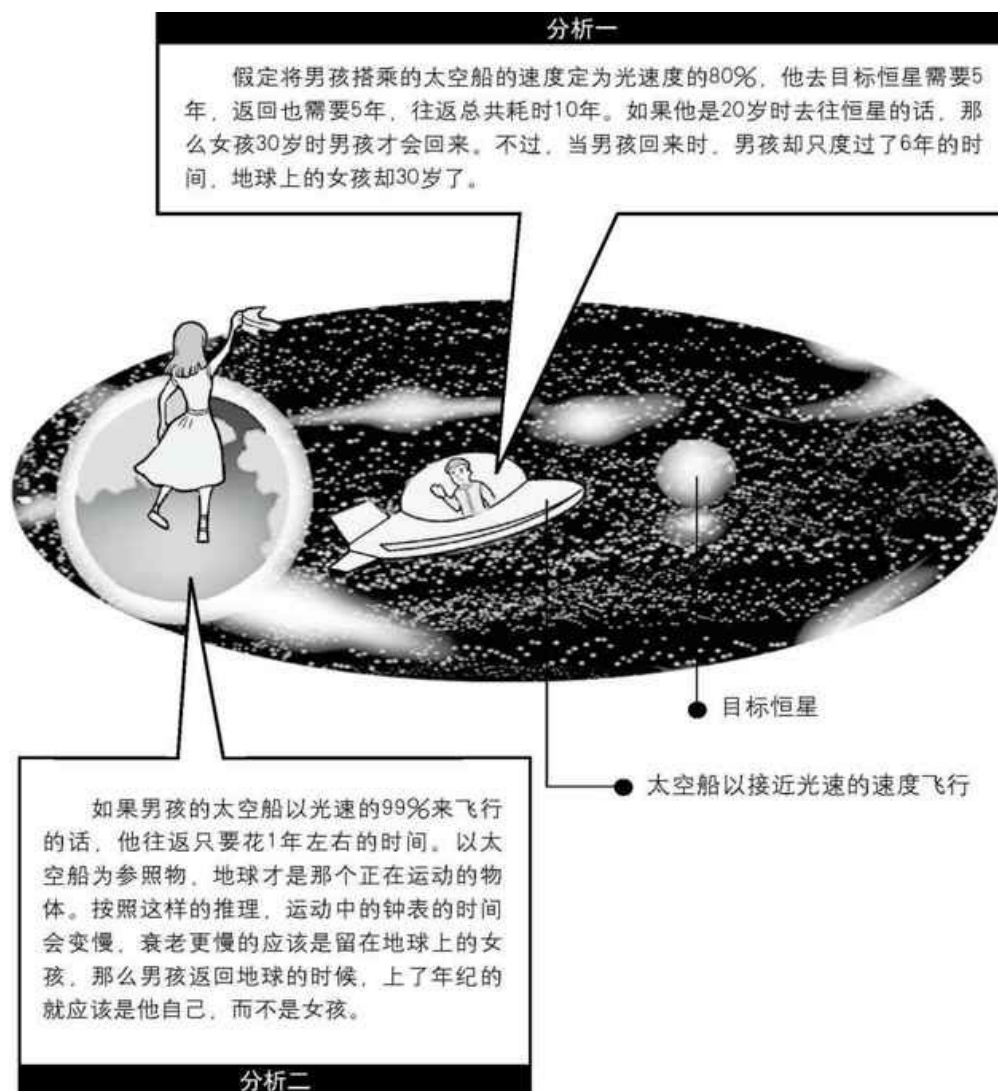 分析一
假定将男孩搭乘的太空船的速度定为光速度的80%，他去目标恒星需要5
年，返回也需要5年，往返总共耗时10年。如果他是20岁时去往恒星的话，那
么女孩30岁时男孩才会回来。不过，当男孩回来时，男孩却只度过了6年的时
间，地球上的女孩却30岁了。
目标恒星
太空船以接近光速的速度飞行
如果男孩的太空船以光速的99%来飞行
的话，他往返只要花1年左右的时间。以太
空船为参照物，地球才是那个正在运动的物
体。按照这样的推理，运动中的钟表的时间
会变慢，衰老更慢的应该是留在地球上的女
孩，那么男孩返回地球的时候，上了年纪的
就应该是他自己，而不是女孩。
分析二